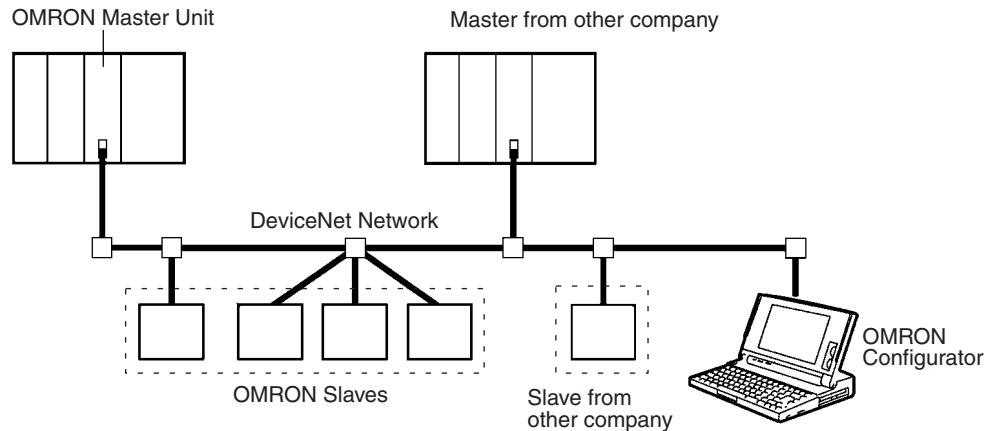 OMRON Master Unit
Master from other company
DeviceNet Network
OMRON Slaves
Slave from
other company
OMRON
Configurator